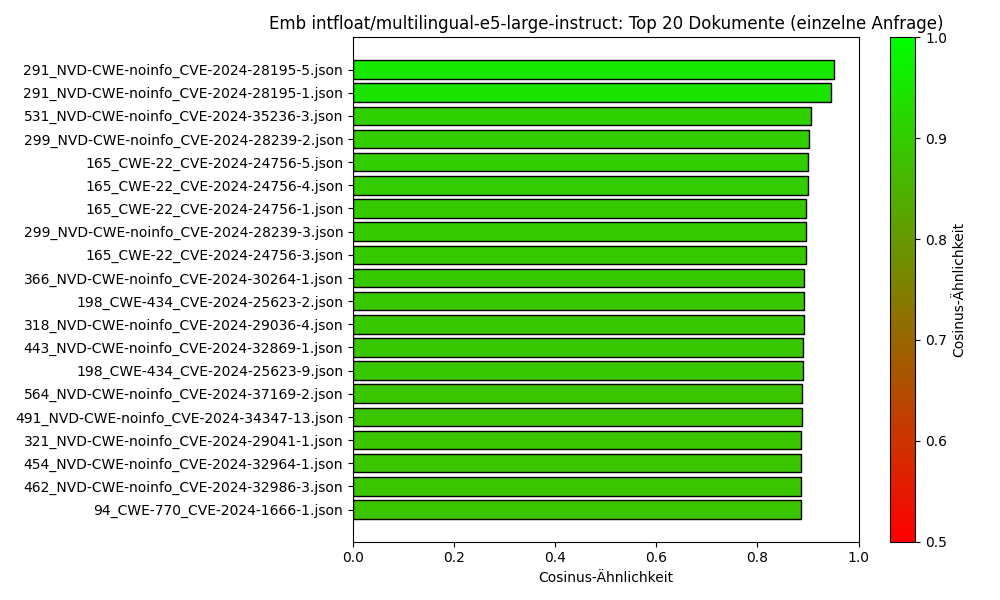 Emb intfloat/multilingual-e5-large-instruct: Top 20 Dokumente (einzelne Anfrage)
291_NVD-CWE-noinfo_CVE-2024-28195-5.json
291_NVD-CWE-noinfo_CVE-2024-28195-1.json
531_NVD-CWE-noinfo_CVE-2024-35236-3.json
299_NVD-CWE-noinfo_CVE-2024-28239-2.json
165_CWE-22_CVE-2024-24756-5.json
165_CWE-22_CVE-2024-24756-4.json
165_CWE-22_CVE-2024-24756-1.json
299_NVD-CWE-noinfo_CVE-2024-28239-3.json
165_CWE-22_CVE-2024-24756-3.json
366_NVD-CWE-noinfo_CVE-2024-30264-1.json
198_CWE-434_CVE-2024-25623-2.json
318_NVD-CWE-noinfo_CVE-2024-29036-4.json
443_NVD-CWE-noinfo_CVE-2024-32869-1.json
198_CWE-434_CVE-2024-25623-9.json
564_NVD-CWE-noinfo_CVE-2024-37169-2.json
491_NVD-CWE-noinfo_CVE-2024-34347-13.json
321_NVD-CWE-noinfo_CVE-2024-29041-1.json
454_NVD-CWE-noinfo_CVE-2024-32964-1.json
462_NVD-CWE-noinfo_CVE-2024-32986-3.json
94_CWE-770_CVE-2024-1666-1.json
0.0 0.2 0.4 0.6 0.8 1.0
Cosinus-Ähnlichkeit
1.0
0.9
0.8
0.7
0.6
0.5
Cosinus-Ähnlichkeit